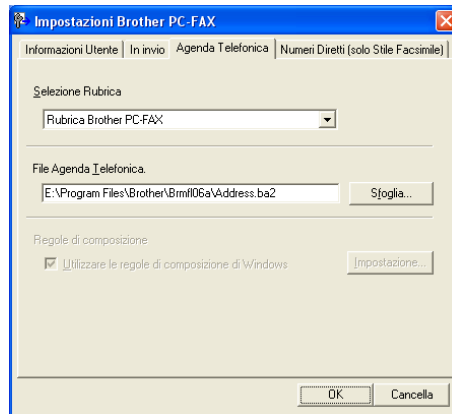 Impostazioni Brother PC-FAX
Informazioni Utente In invio Agenda Telefonica Numeri Diretti (solo Stile Facsimile)
Selezione Rubrica
Rubrica Brother PC-FAX
File Agenda Telefonica.
E:\Program Files\Brother\Brmfl06a\Address.ba2 Sfoglia...
Regole di composizione
Utilizzare le regole di composizione di Windows Impostazione...
OK Cancella